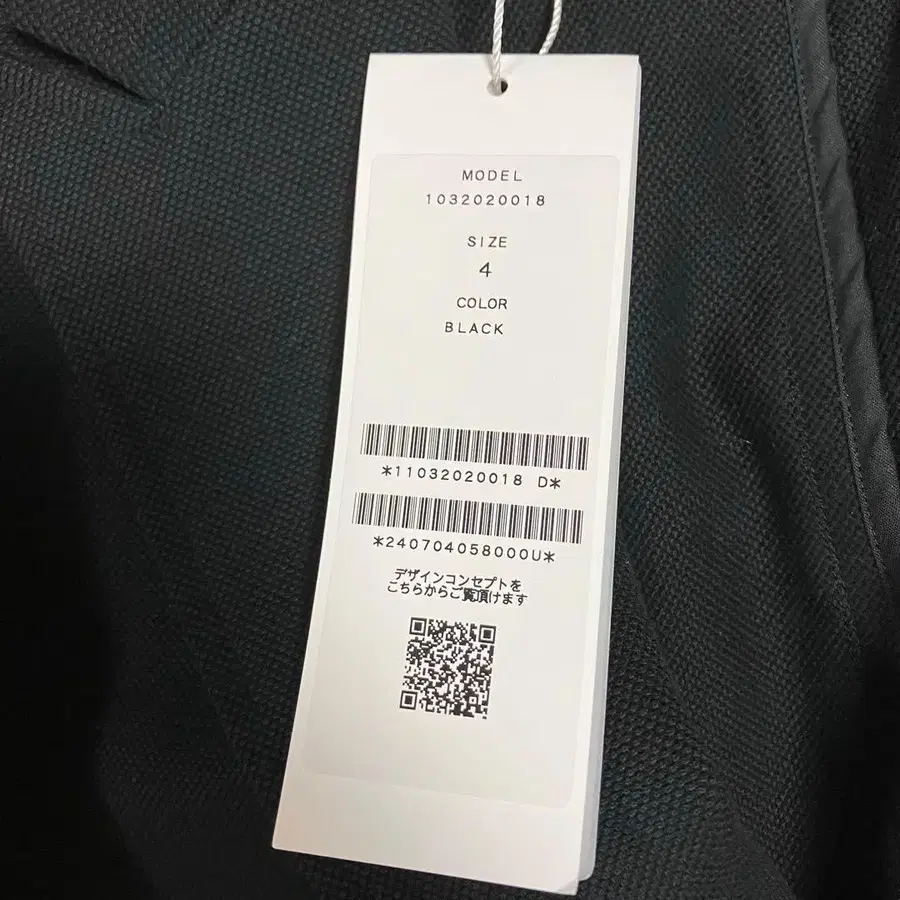 MODEL
1032020018
SIZE
4
COLOR
BLACK
*11032020018 D*
*240704058000U*
デザインコンセプトを
こちらからご覧頂けます